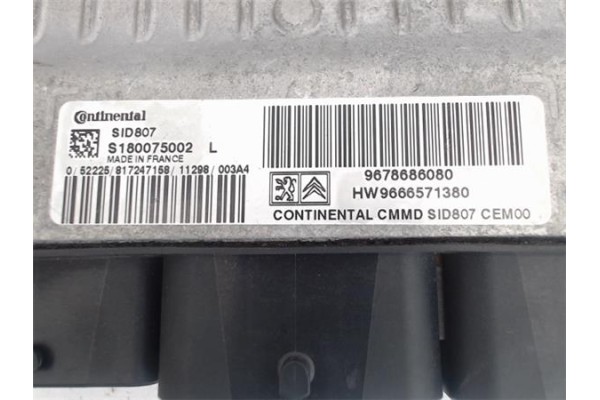 Continental
SID807
S180075002 L
MADE IN FRANCE
0/52225/817247158/11298/003A4
9678686080
HW9666571380
CONTINENTAL CMMD SID807 CEM00